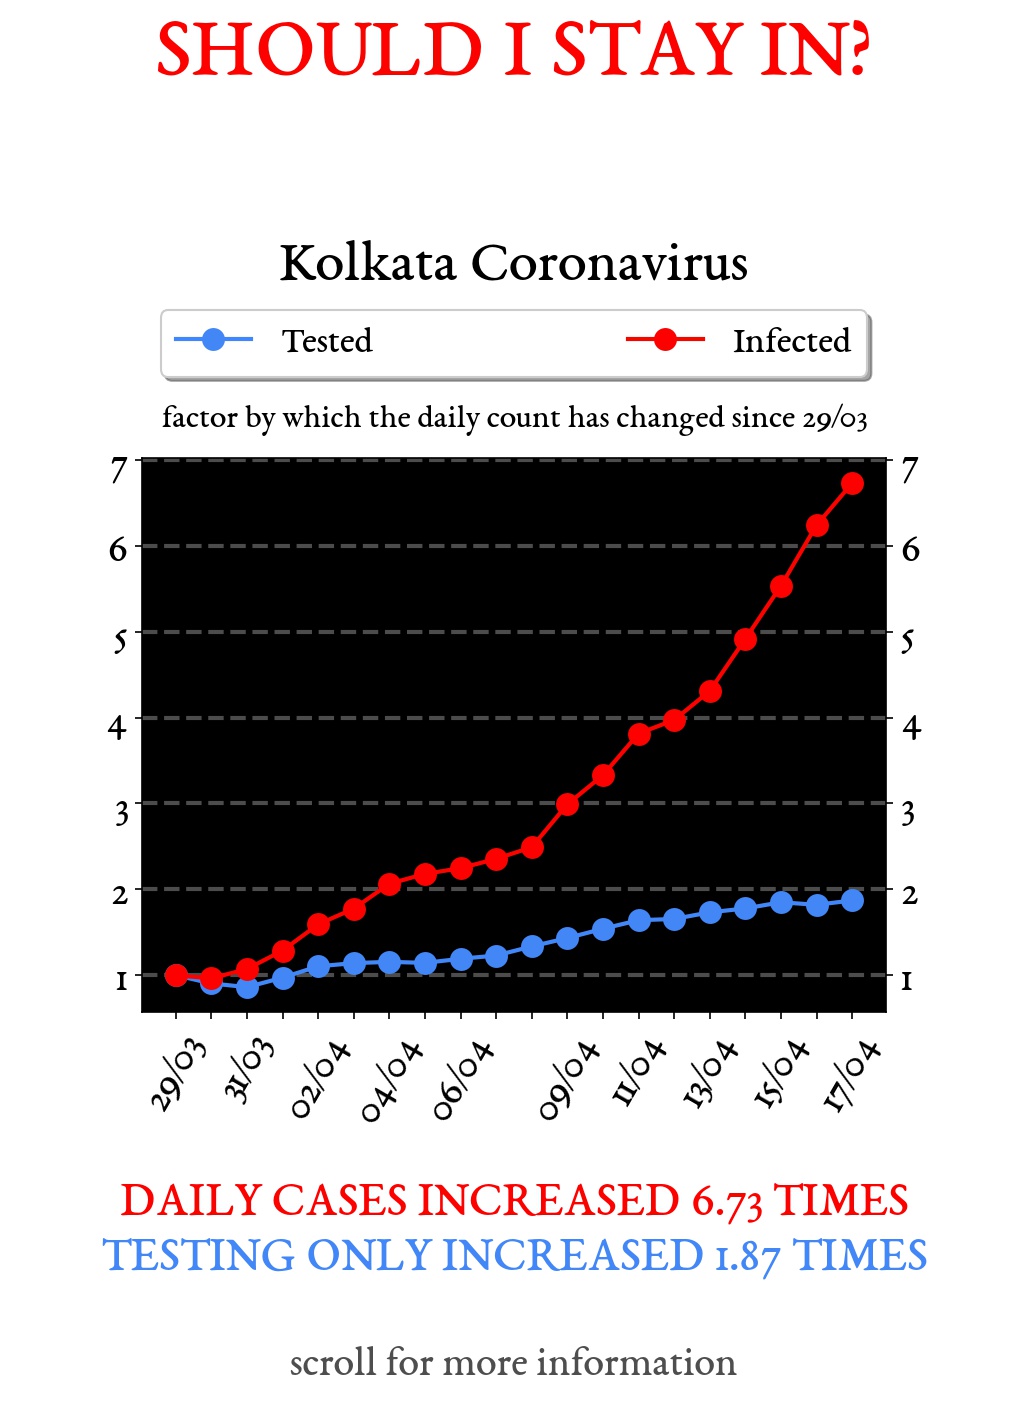 SHOULD I STAY IN?
Kolkata Coronavirus
Tested Infected
factor by which the daily count has changed since 29/03
7 7
6 6
5 5
4 4
3 3
2 2
1 1
29/03 31/03 02/04 04/04 06/04 09/04 11/04 13/04 15/04 17/04
DAILY CASES INCREASED 6.73 TIMES
TESTING ONLY INCREASED 1.87 TIMES
scroll for more information